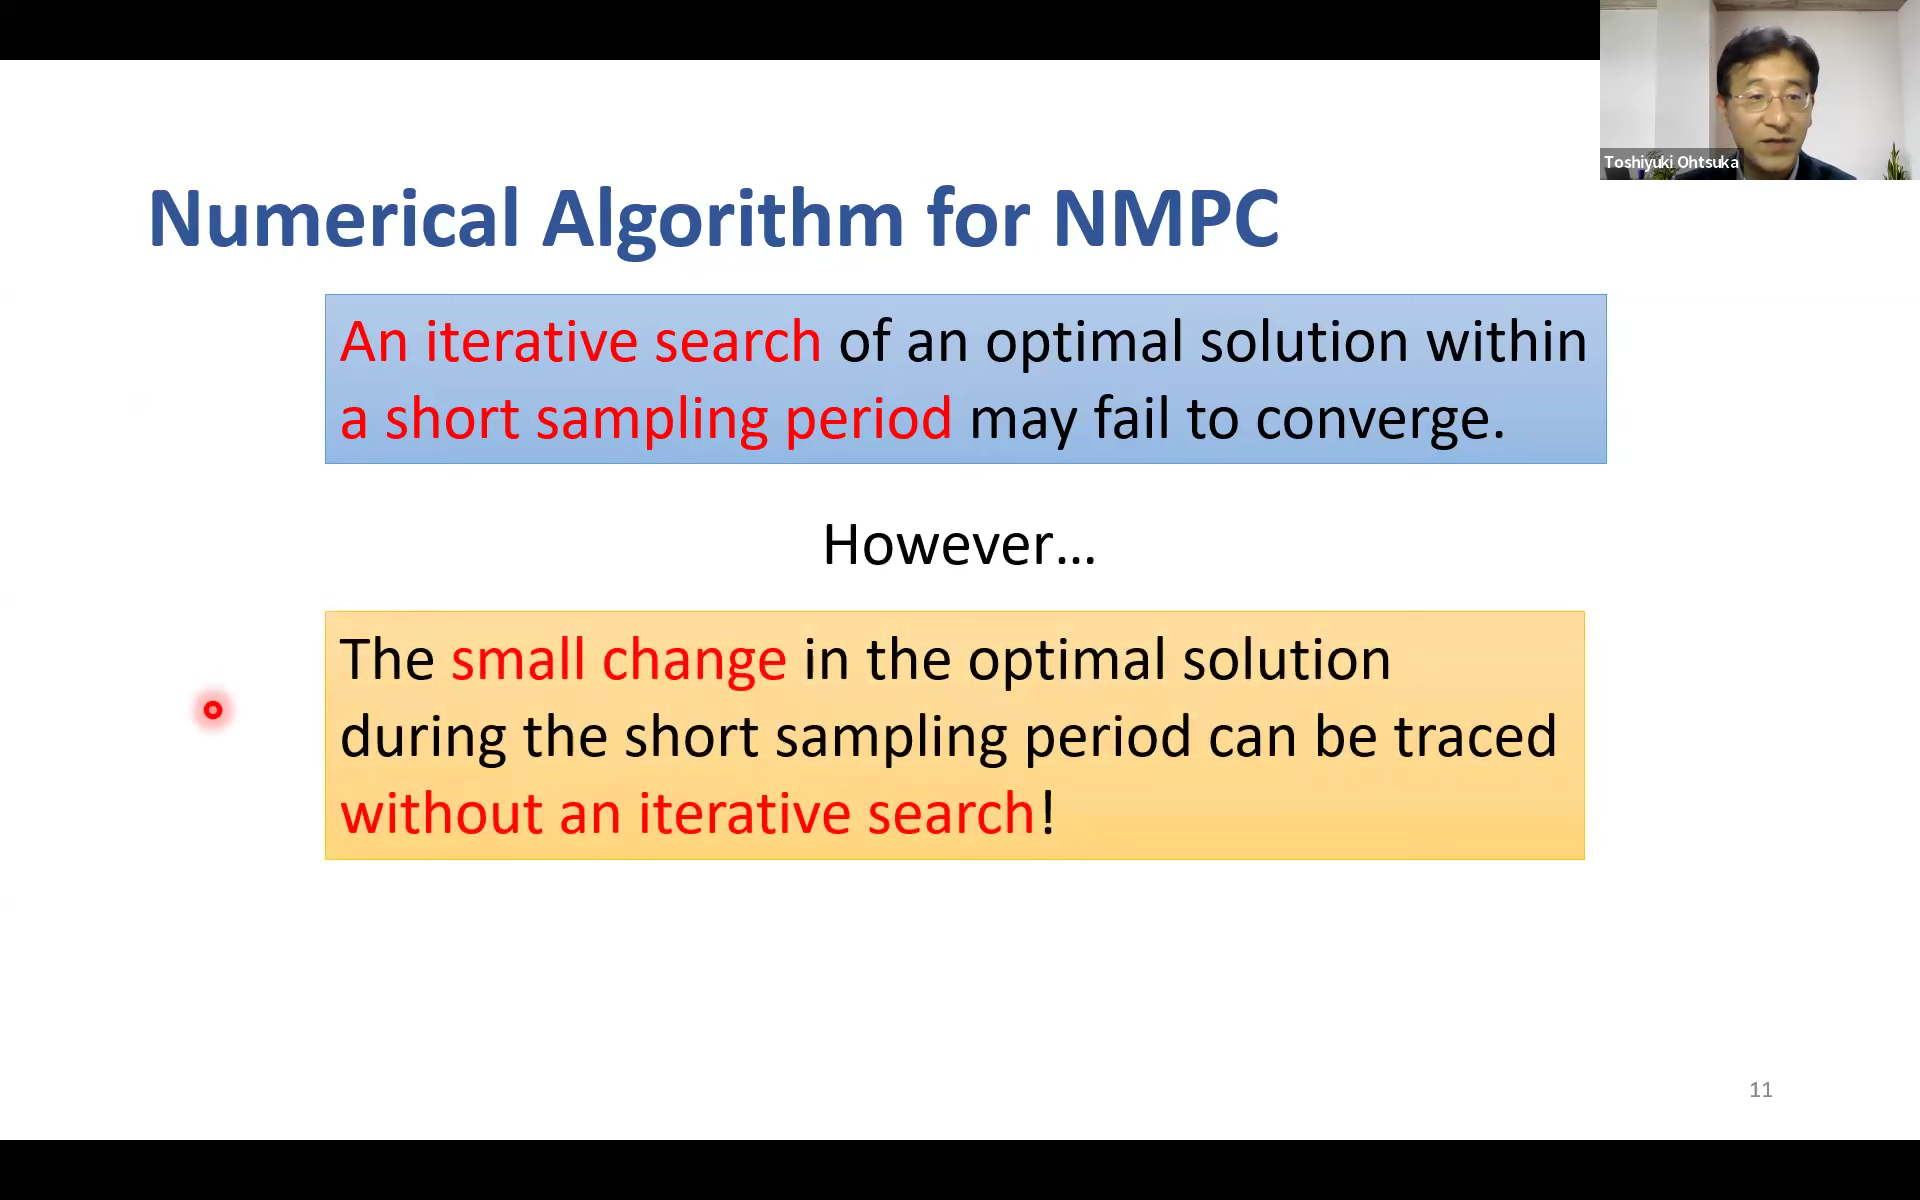 Toshiyuki Ohtsuka
Numerical Algorithm for NMPC
An iterative search of an optimal solution within
a short sampling period may fail to converge.
However...
The small change in the optimal solution
during the short sampling period can be traced
without an iterative search!
11